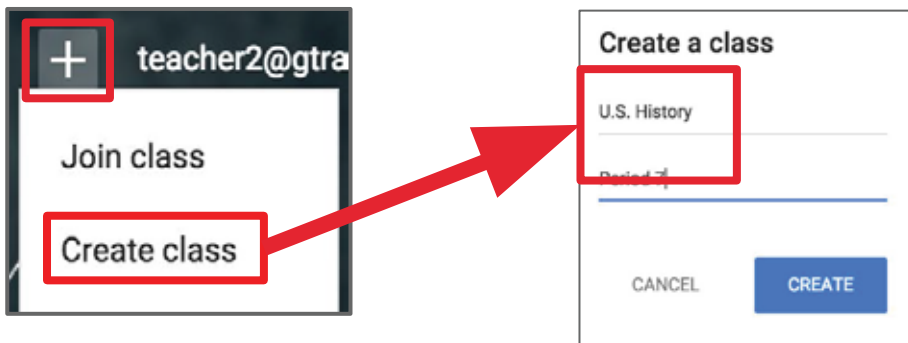 + teacher2@gtra
Join class
Create class
Create a class
U.S. History
Period 7
CANCEL CREATE